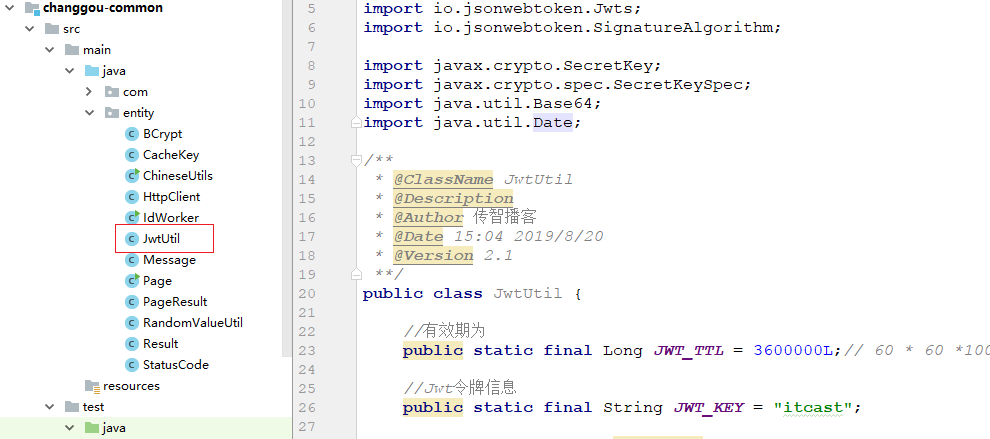 changgou-common
src
main
java
com
entity
BCrypt
CacheKey
ChineseUtils
HttpClient
IdWorker
JwtUtil
Message
Page
PageResult
RandomValueUtil
Result
StatusCode
resources
test
java
5 import io.jsonwebtoken.Jwts;
6 import io.jsonwebtoken.SignatureAlgorithm;
7
8 import javax.crypto.SecretKey;
9 import javax.crypto.spec.SecretKeySpec;
10 import java.util.Base64;
11 import java.util.Date;
12
13 /**
14 * @ClassName JwtUtil
15 * @Description
16 * @Author 传智播客
17 * @Date 15:04 2019/8/20
18 * @Version 2.1
19 **/
20 public class JwtUtil {
21
22 //有效期为
23 public static final Long JWT_TTL = 3600000L;// 60 * 60 *100
24
25 //Jwt令牌信息
26 public static final String JWT_KEY = "itcast";
27